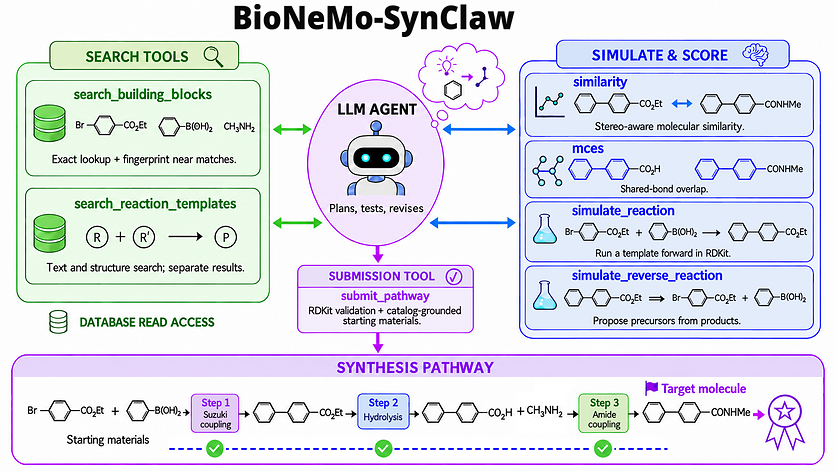 BioNeMo-SynClaw
SEARCH TOOLS
search_building_blocks
Br
CO₂Et
B(OH)₂
CH₃NH₂
Exact lookup + fingerprint near matches.
search_reaction_templates
R + R' → P
Text and structure search; separate results.
DATABASE READ ACCESS
LLM AGENT
Plans, tests, revises
SUBMISSION TOOL
submit_pathway
RDKit validation + catalog-grounded
starting materials.
SIMULATE & SCORE
similarity
CO₂Et
CONHMe
Stereo-aware molecular similarity.
mces
CO₂H
CONHMe
Shared-bond overlap.
simulate_reaction
Br
CO₂Et + B(OH)₂ → CO₂Et
Run a template forward in RDKit.
simulate_reverse_reaction
CO₂Et
Br
CO₂Et + B(OH)₂
Propose precursors from products.
SYNTHESIS PATHWAY
Br
CO₂Et + B(OH)₂
Starting materials
Step 1
Suzuki
coupling
CO₂Et
Step 2
Hydrolysis
CO₂H + CH₃NH₂
Step 3
Amide
coupling
Target molecule
CONHMe